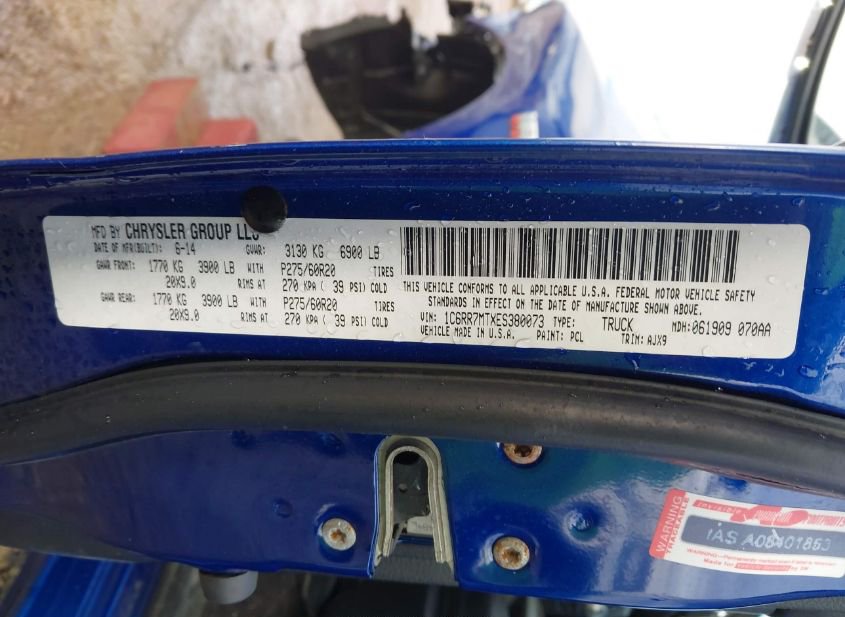 MFD BY CHRYSLER GROUP LLC
DATE OF MFR(BUILT): 6-14 GVWR: 3130 KG 6900 LB
GAWR FRONT: 1770 KG 3900 LB WITH P275/60R20 TIRES
20X9.0 RIMS AT 270 KPA ( 39 PSI) COLD
GAWR REAR: 1770 KG 3900 LB WITH P275/60R20 TIRES
20X9.0 RIMS AT 270 KPA ( 39 PSI) COLD
THIS VEHICLE CONFORMS TO ALL APPLICABLE U.S.A. FEDERAL MOTOR VEHICLE SAFETY
STANDARDS IN EFFECT ON THE DATE OF MANUFACTURE SHOWN ABOVE.
VIN: 1C6RR7MTXES380073 TYPE: TRUCK MDH: 061909 070AA
VEHICLE MADE IN U.S.A. PAINT: PCL TRIM: AJX9
WARNING
Invisible
IAS